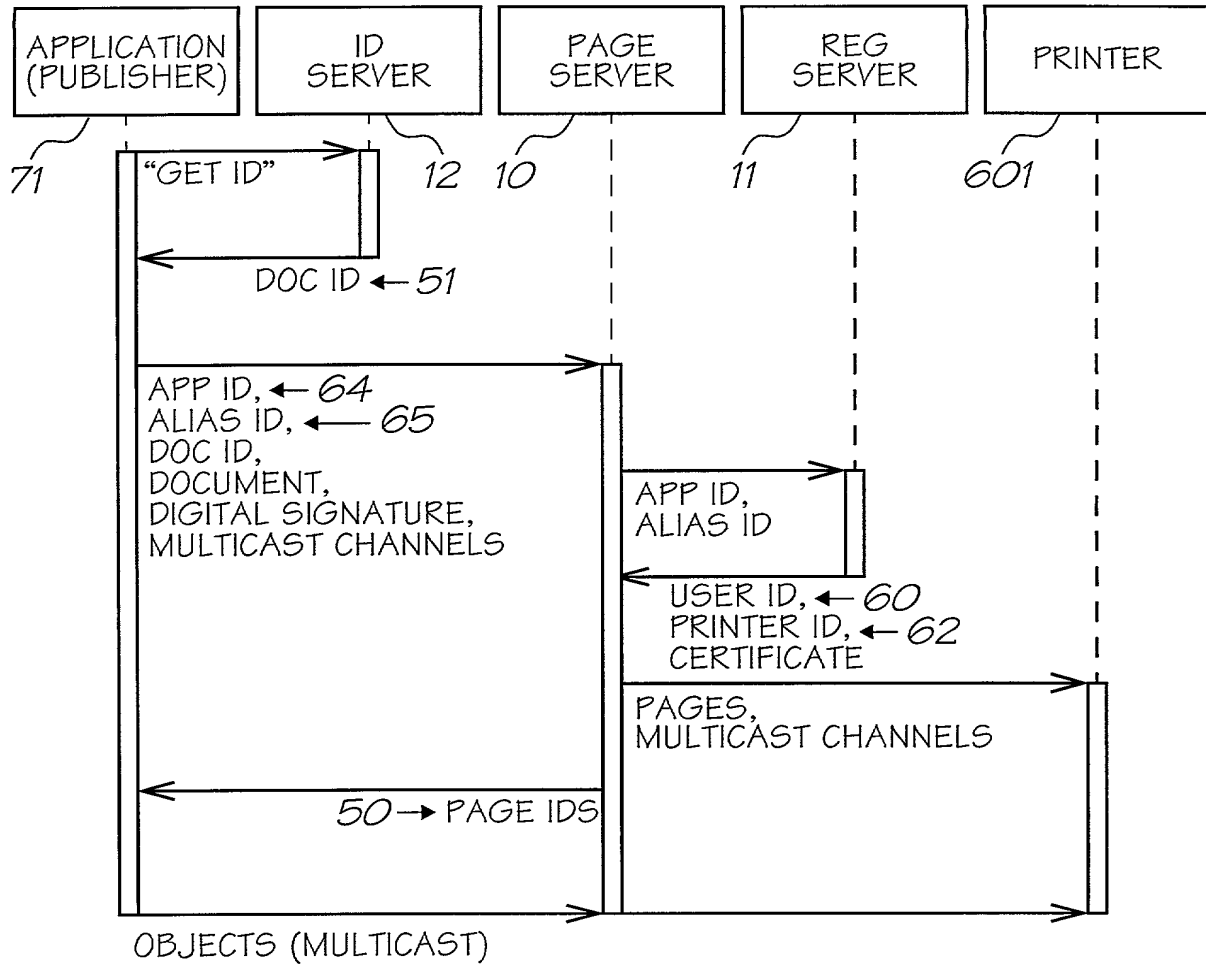 APPLICATION
(PUBLISHER)
ID
SERVER
PAGE
SERVER
REG
SERVER
PRINTER
71
12
10
11
601
“GET ID”
DOC ID
51
APP ID,
64
ALIAS ID,
65
DOC ID,
DOCUMENT,
DIGITAL SIGNATURE,
MULTICAST CHANNELS
APP ID,
ALIAS ID
USER ID,
60
PRINTER ID,
62
CERTIFICATE
PAGES,
MULTICAST CHANNELS
50
PAGE IDS
OBJECTS (MULTICAST)